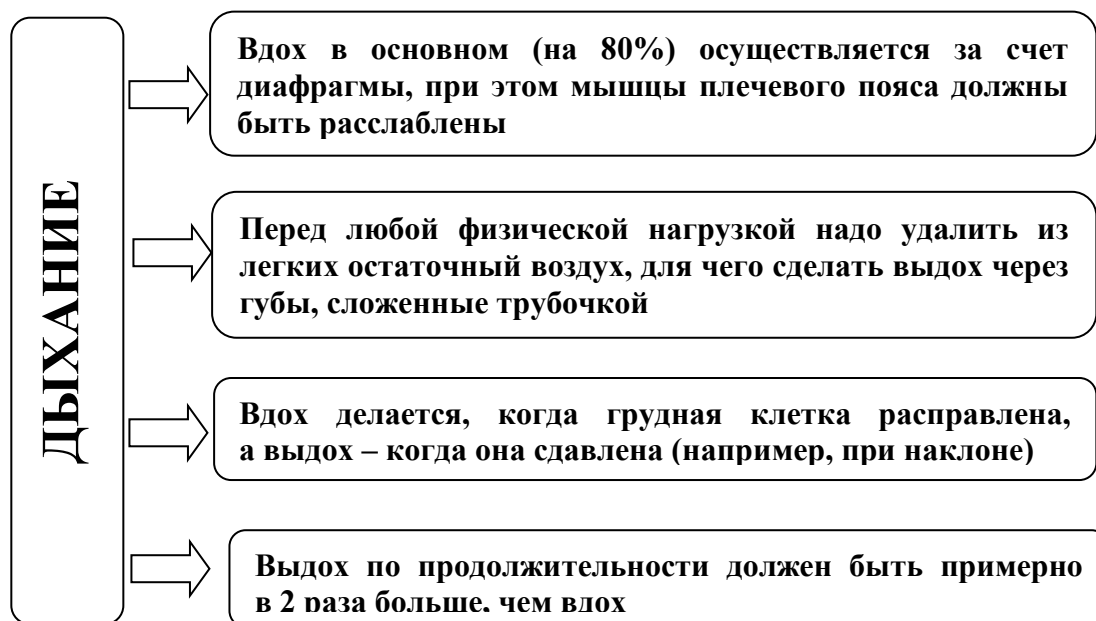 ДЫХАНИЕ
Вдох в основном (на 80%) осуществляется за счет
диафрагмы, при этом мышцы плечевого пояса должны
быть расслаблены
Перед любой физической нагрузкой надо удалить из
легких остаточный воздух, для чего сделать выдох через
губы, сложенные трубочкой
Вдох делается, когда грудная клетка расправлена,
а выдох – когда она сдавлена (например, при наклоне)
Выдох по продолжительности должен быть примерно
в 2 раза больше, чем вдох